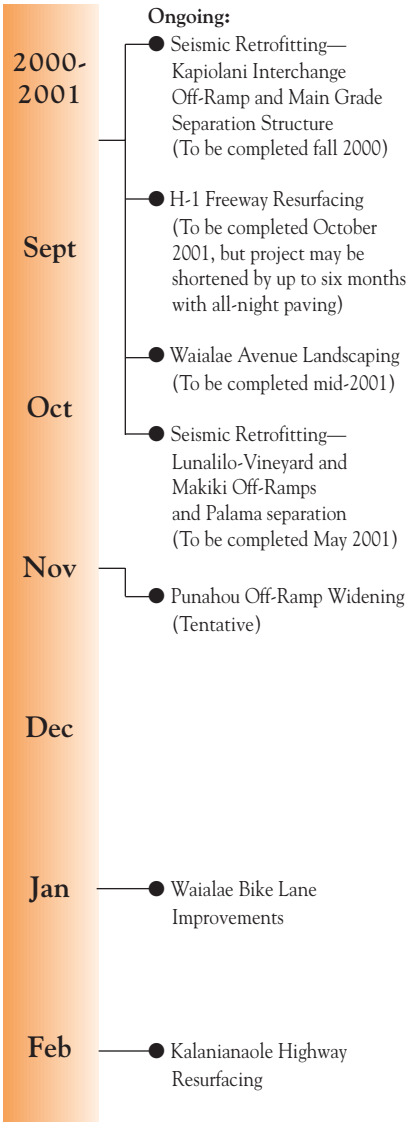 2000-
2001
Ongoing:
Seismic Retrofitting—
Kapiolani Interchange
Off-Ramp and Main Grade
Separation Structure
(To be completed fall 2000)
H-1 Freeway Resurfacing
(To be completed October
2001, but project may be
shortened by up to six months
with all-night paving)
Sept
Waialae Avenue Landscaping
(To be completed mid-2001)
Oct
Seismic Retrofitting—
Lunalilo-Vineyard and
Makiki Off-Ramps
and Palama separation
(To be completed May 2001)
Nov
Punahou Off-Ramp Widening
(Tentative)
Dec
Jan
Waialae Bike Lane
Improvements
Feb
Kalanianaole Highway
Resurfacing